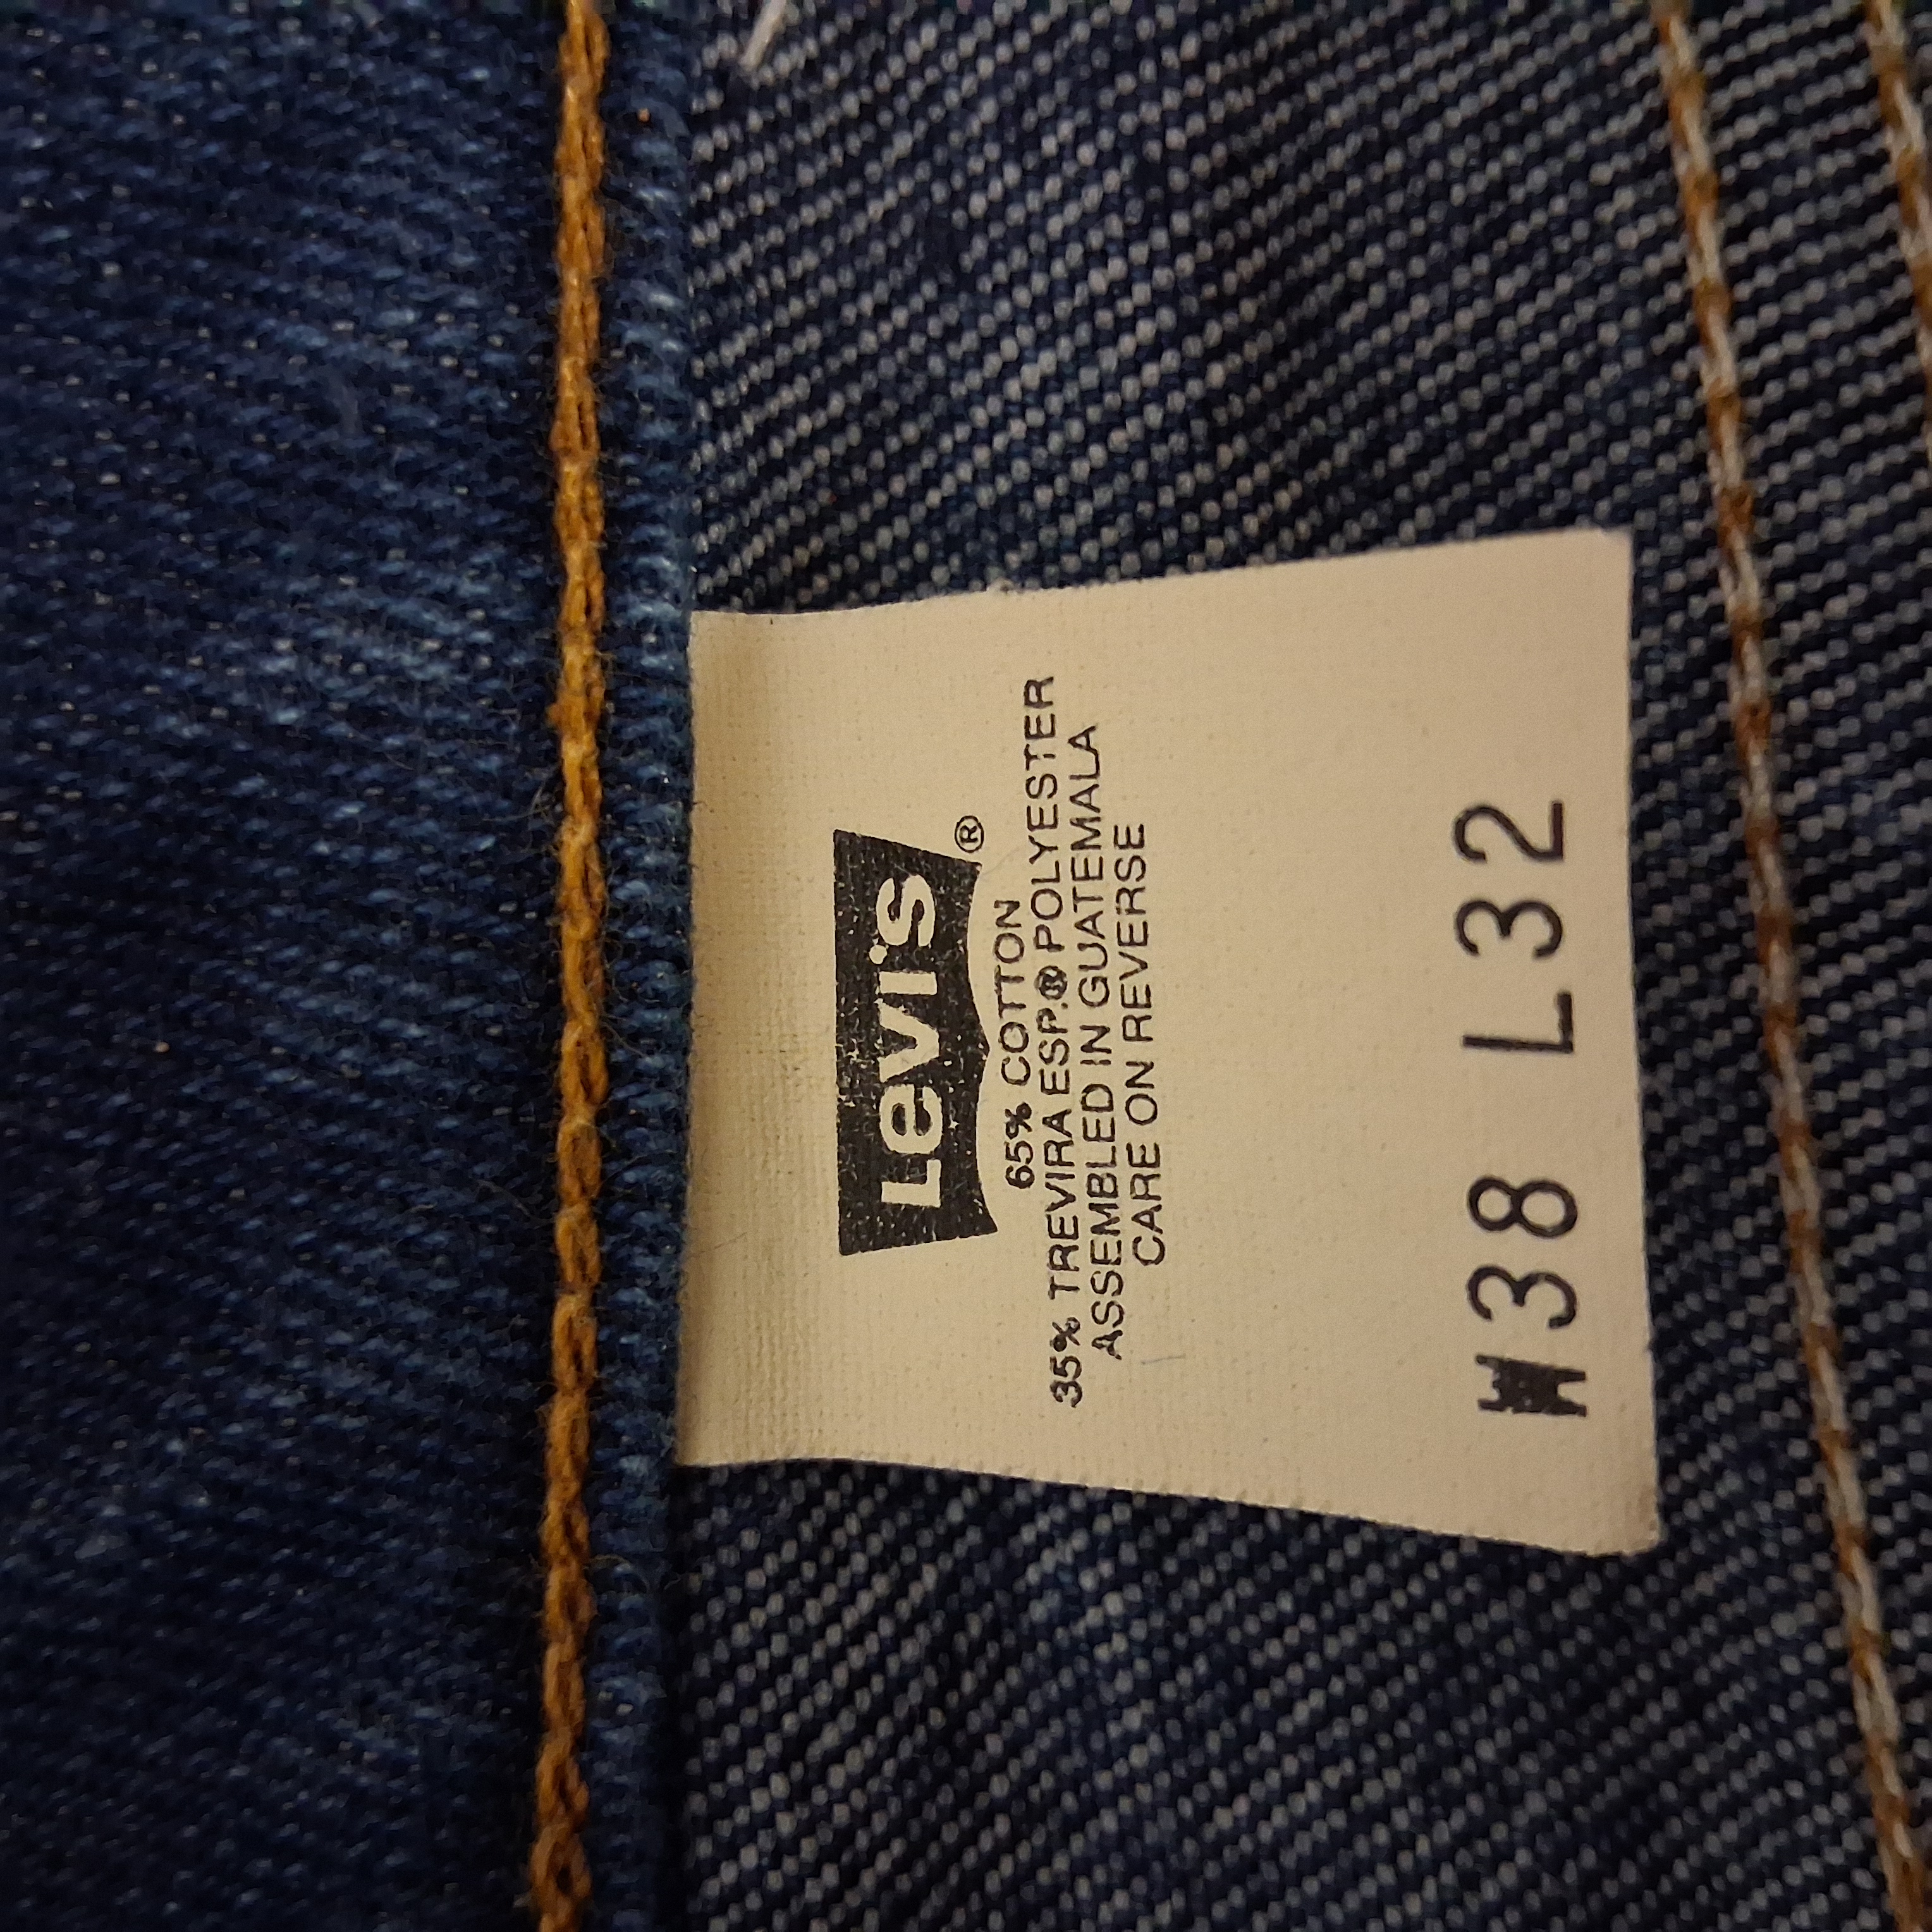 Levi's ®
65% COTTON
35% TREVIRA ESP.® POLYESTER
ASSEMBLED IN GUATEMALA
CARE ON REVERSE
W38 L32